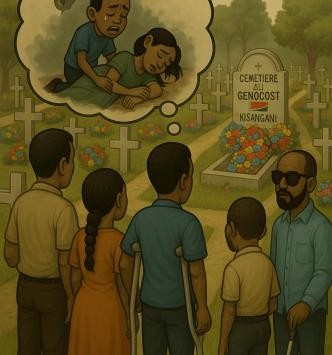 CEMETIERE
AU
GENOCOST
KISANGANI